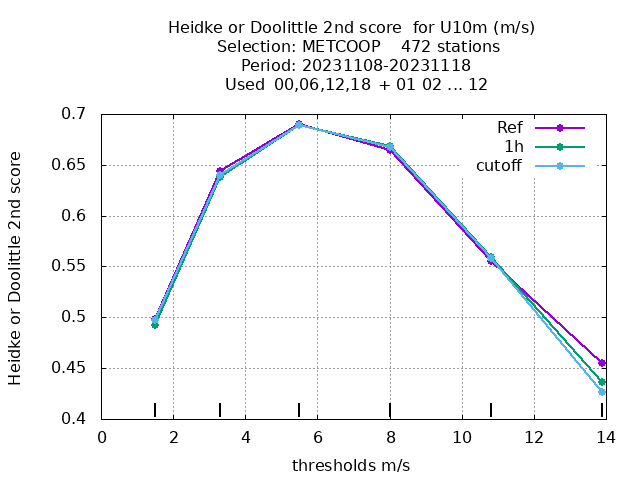 Heidke or Doolittle 2nd score  for U10m (m/s)
Selection: METCOOP    472 stations
Period: 20231108-20231118
Used  00,06,12,18 + 01 02 ... 12
Heidke or Doolittle 2nd score
0.7
0.65
0.6
0.55
0.5
0.45
0.4
Ref
1h
cutoff
0 2 4 6 8 10 12 14
thresholds m/s